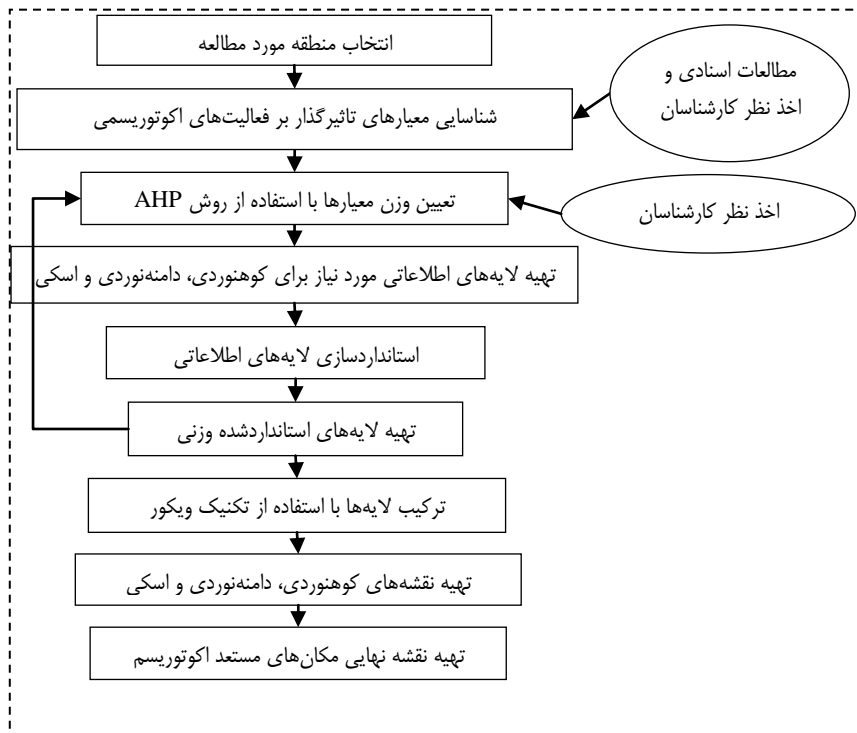 انتخاب منطقه مورد مطالعه
مطالعات اسنادی و
اخذ نظر کارشناسان
شناسایی معیارهای تاثیرگذار بر فعالیت‌های اکوتوریسمی
تعیین وزن معیارها با استفاده از روش AHP
اخذ نظر کارشناسان
تهیه لایه‌های اطلاعاتی مورد نیاز برای کوهنوردی، دامنه‌نوردی و اسکی
استانداردسازی لایه‌های اطلاعاتی
تهیه لایه‌های استانداردشده وزنی
ترکیب لایه‌ها با استفاده از تکنیک ویکور
تهیه نقشه‌های کوهنوردی، دامنه‌نوردی و اسکی
تهیه نقشه نهایی مکان‌های مستعد اکوتوریسم